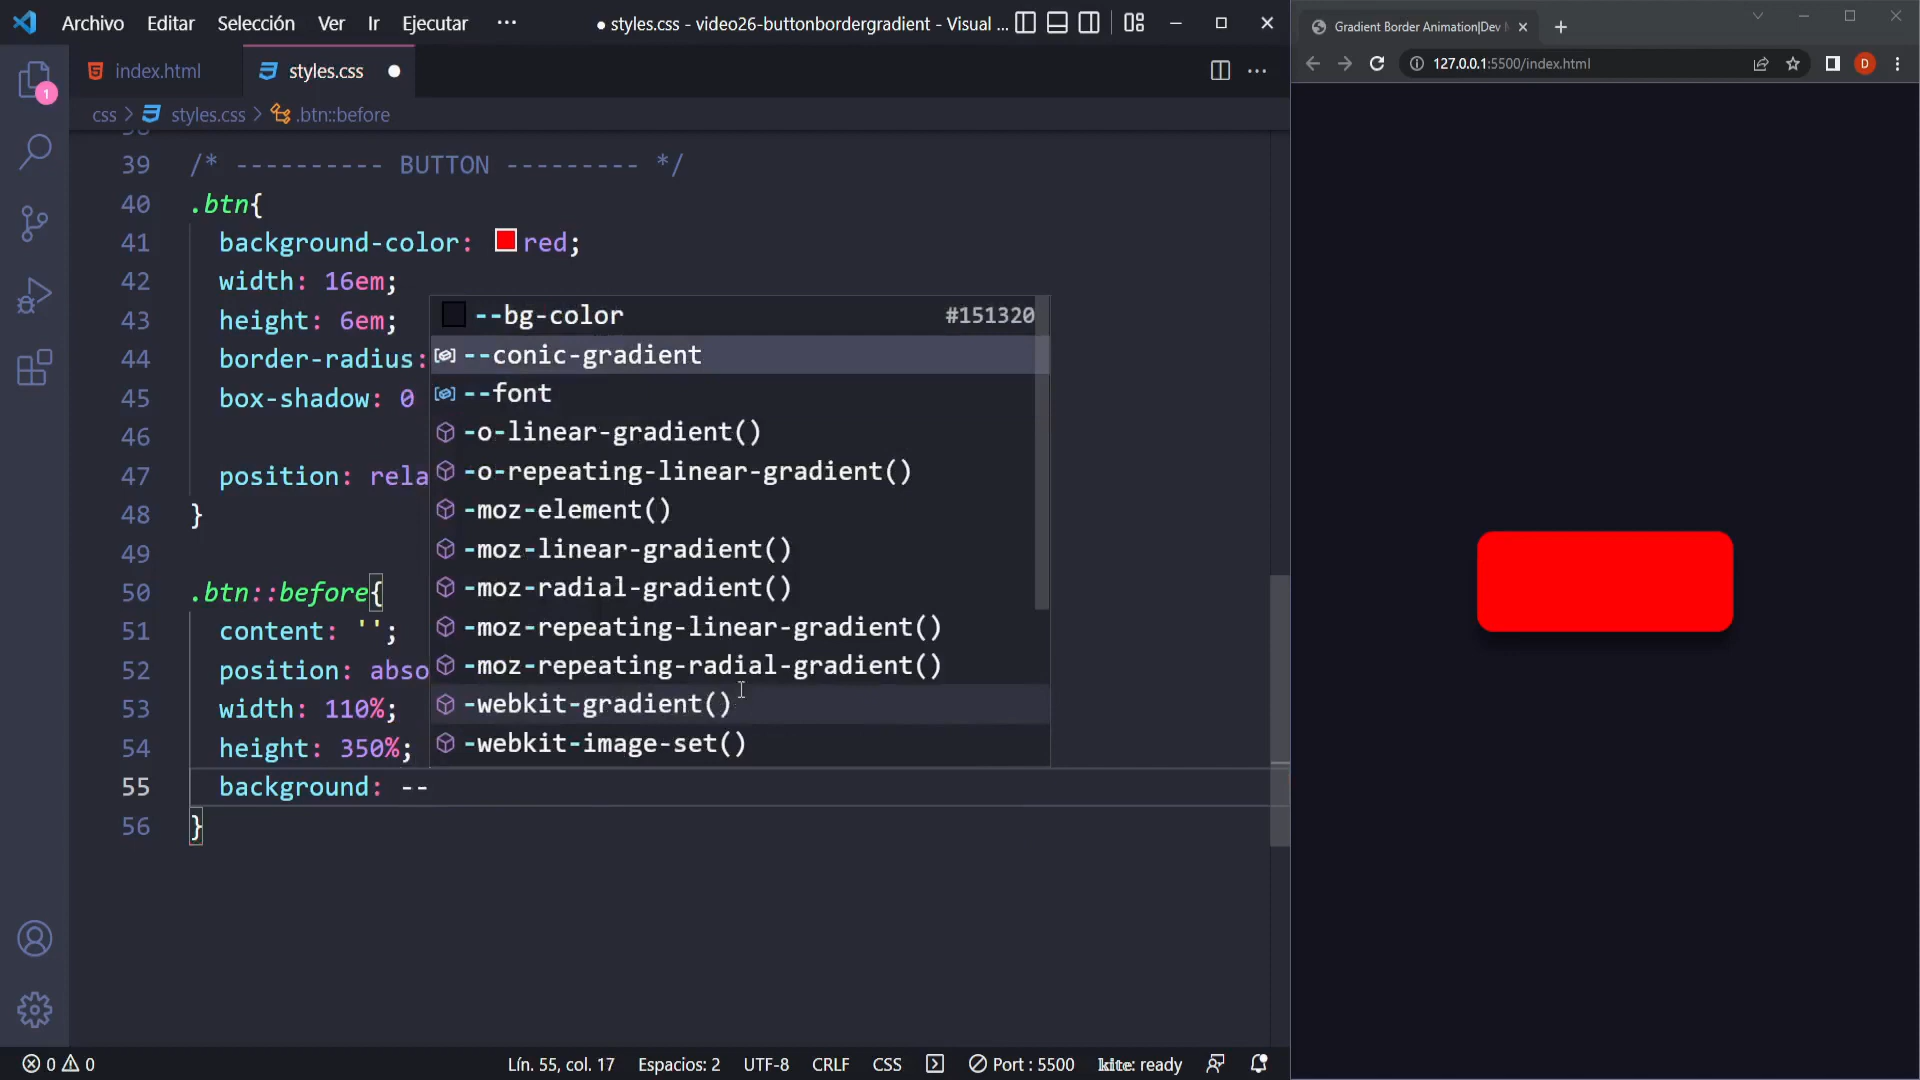 Archivo Editar Selección Ver Ir Ejecutar ··· ● styles.css - video26-buttonbordergradient - Visual ...
index.html styles.css ●
css > styles.css > .btn::before
39 /* ---------- BUTTON --------- */
40 .btn{
41 background-color: red;
42 width: 16em;
43 height: 6em;
44 border-radius:
45 box-shadow: 0
46
47 position: rela
48 }
49
50 .btn::before{
51 content: '';
52 position: abso
53 width: 110%;
54 height: 350%;
55 background: --
56 }
--bg-color #151320
--conic-gradient
--font
-o-linear-gradient()
-o-repeating-linear-gradient()
-moz-element()
-moz-linear-gradient()
-moz-radial-gradient()
-moz-repeating-linear-gradient()
-moz-repeating-radial-gradient()
-webkit-gradient()
-webkit-image-set()
1
0 0 Lín. 55, col. 17 Espacios: 2 UTF-8 CRLF CSS Port : 5500 kite: ready
Gradient Border Animation|Dev
127.0.0.1:5500/index.html
D